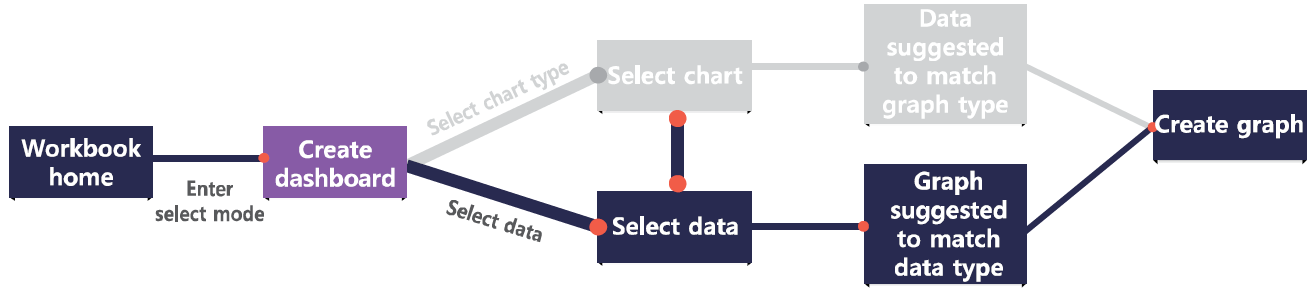 Workbook
home
Enter
select mode
Create
dashboard
Select chart type
Select data
Select chart
Select data
Data
suggested
to match
graph type
Graph
suggested
to match
data type
Create graph